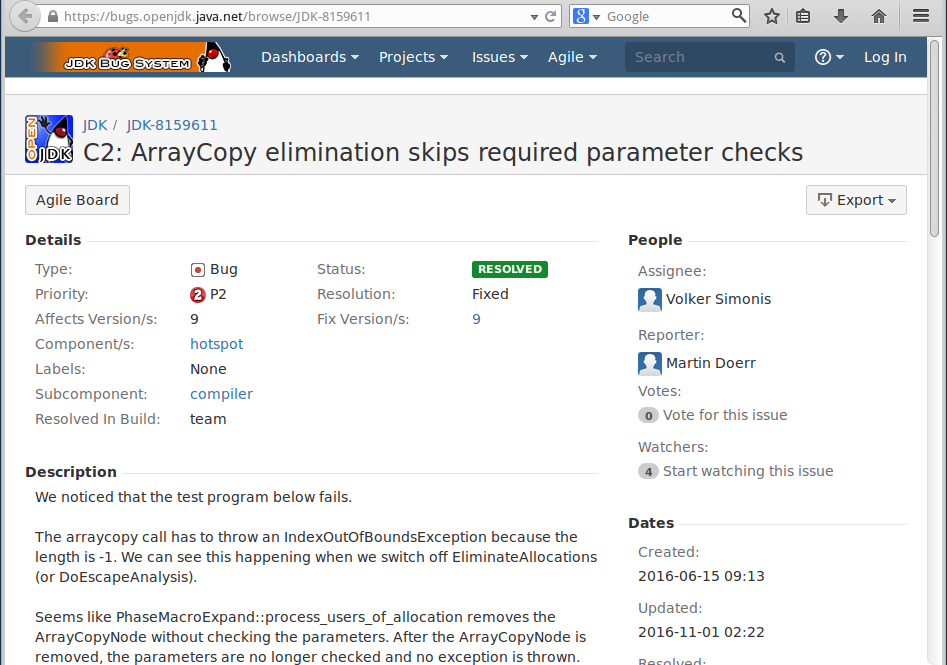 https://bugs.openjdk.java.net/browse/JDK-8159611
8 Google
JDK BUG SYSTEM Dashboards Projects Issues Agile Search ? Log In
OPEN JDK
JDK / JDK-8159611
C2: ArrayCopy elimination skips required parameter checks
Agile Board Export
Details
Type: Bug Status: RESOLVED
Priority: 2 P2 Resolution: Fixed
Affects Version/s: 9 Fix Version/s: 9
Component/s: hotspot
Labels: None
Subcomponent: compiler
Resolved In Build: team
Description
We noticed that the test program below fails.
The arraycopy call has to throw an IndexOutOfBoundsException because the
length is -1. We can see this happening when we switch off EliminateAllocations
(or DoEscapeAnalysis).
Seems like PhaseMacroExpand::process_users_of_allocation removes the
ArrayCopyNode without checking the parameters. After the ArrayCopyNode is
removed, the parameters are no longer checked and no exception is thrown.
People
Assignee:
Volker Simonis
Reporter:
Martin Doerr
Votes:
0 Vote for this issue
Watchers:
4 Start watching this issue
Dates
Created:
2016-06-15 09:13
Updated:
2016-11-01 02:22
Resolved: